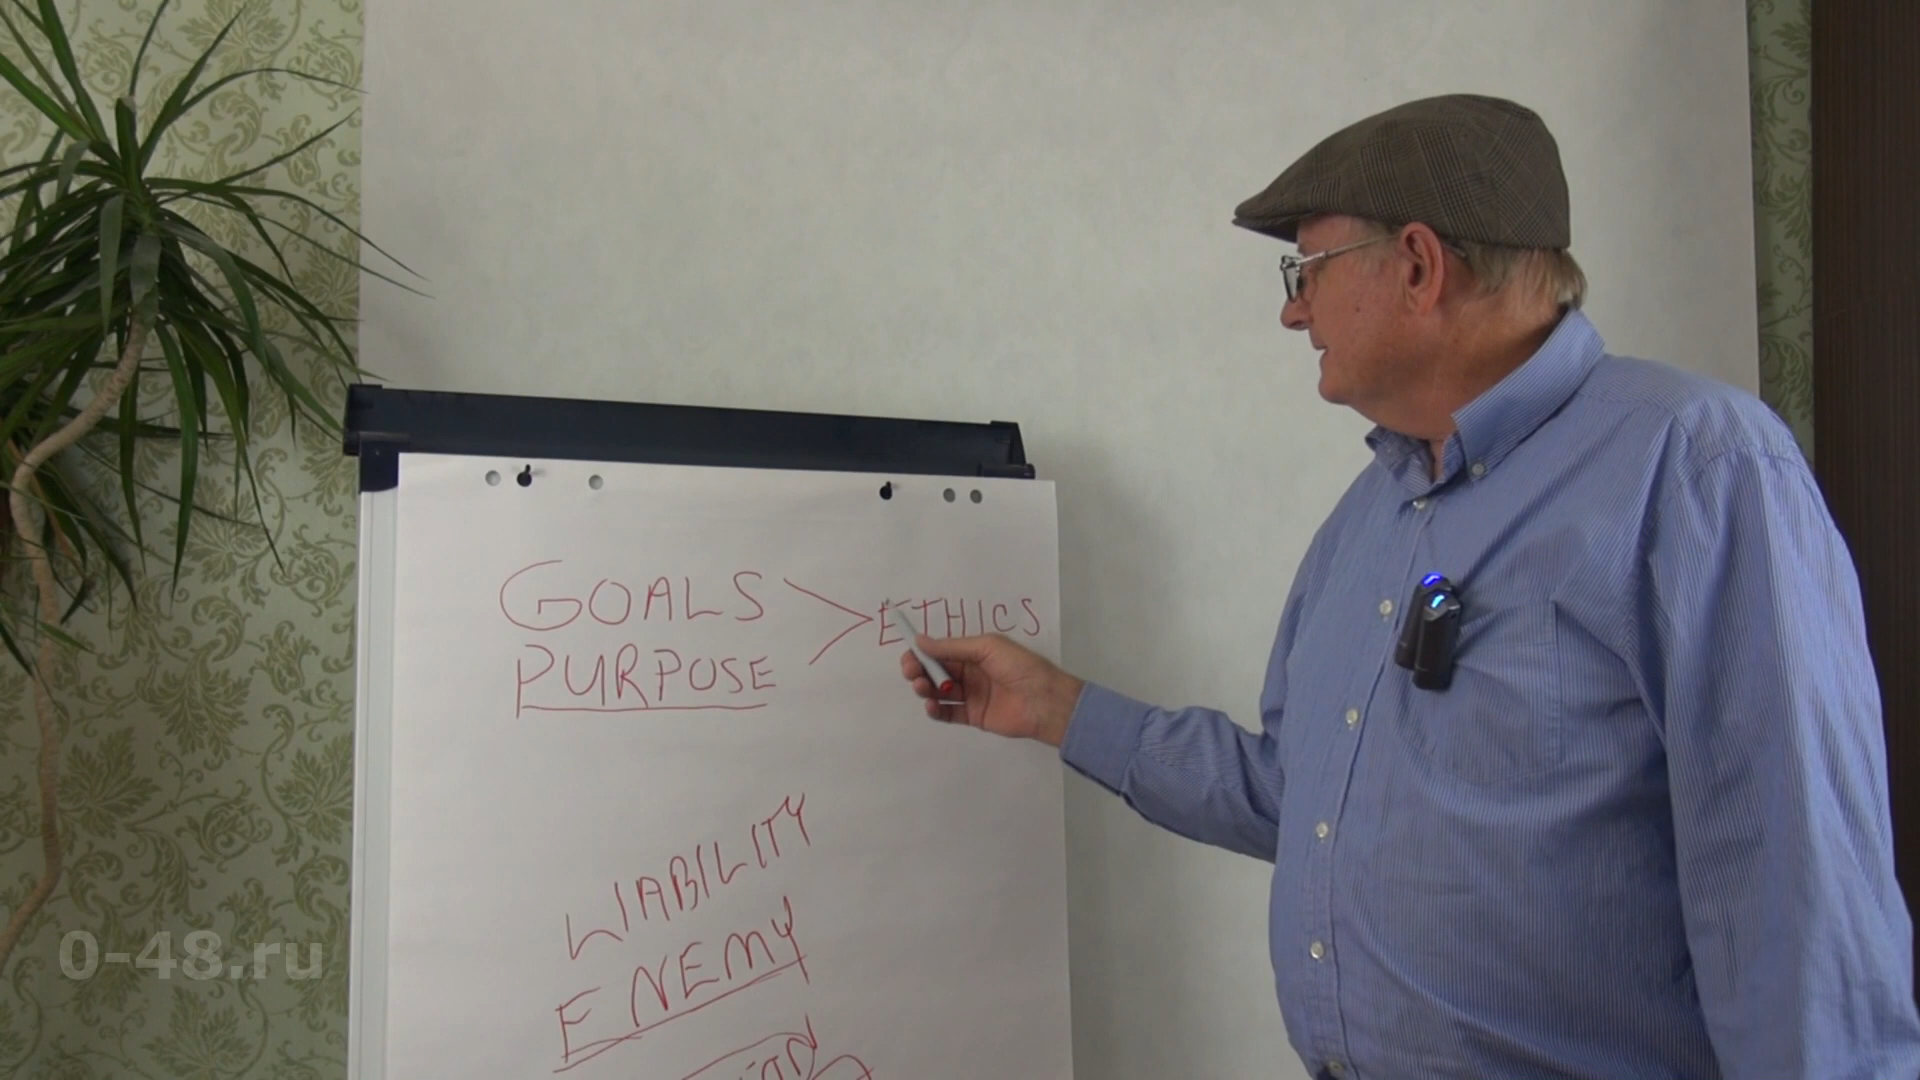 GOALS
PURPOSE
ETHICS
LIABILITY
ENEMY
0-48.ru